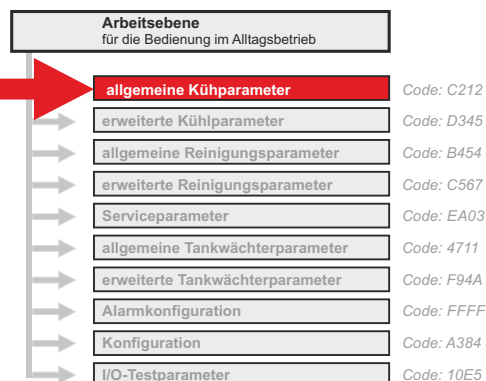 Arbeitsebene
für die Bedienung im Alltagsbetrieb
allgemeine Kühparameter Code: C212
erweiterte Kühlparameter Code: D345
allgemeine Reinigungsparameter Code: B454
erweiterte Reinigungsparameter Code: C567
Serviceparameter Code: EA03
allgemeine Tankwächterparameter Code: 4711
erweiterte Tankwächterparameter Code: F94A
Alarmkonfiguration Code: FFFF
Konfiguration Code: A384
I/O-Testparameter Code: 10E5